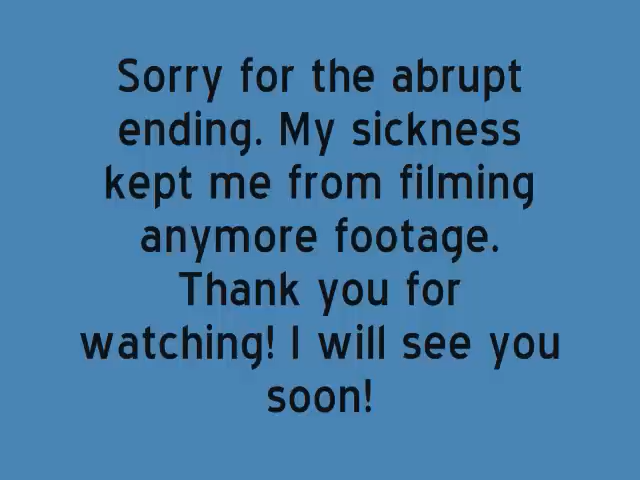 Sorry for the abrupt
ending. My sickness
kept me from filming
anymore footage.
Thank you for
watching! I will see you
soon!